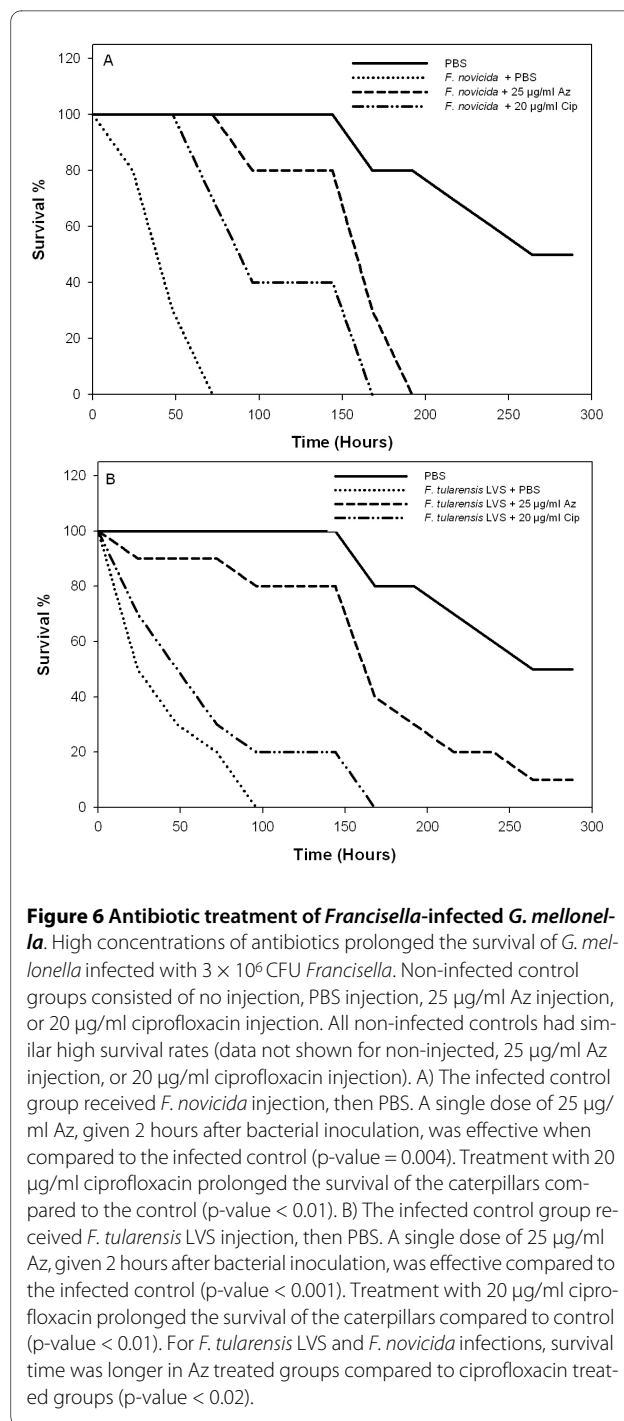 A
PBS
F. novicida + PBS
F. novicida + 25 µg/ml Az
F. novicida + 20 µg/ml Cip
120
100
80
60
40
20
0
Survival %
0 50 100 150 200 250 300
Time (Hours)
B
PBS
F. tularensis LVS + PBS
F. tularensis LVS + 25 µg/ml Az
F. tularensis LVS + 20 µg/ml Cip
120
100
80
60
40
20
0
Survival %
0 50 100 150 200 250 300
Time (Hours)
Figure 6 Antibiotic treatment of Francisella-infected G. mellonel-
la. High concentrations of antibiotics prolonged the survival of G. mel-
lonella infected with 3 × 10⁶ CFU Francisella. Non-infected control
groups consisted of no injection, PBS injection, 25 µg/ml Az injection,
or 20 µg/ml ciprofloxacin injection. All non-infected controls had sim-
ilar high survival rates (data not shown for non-injected, 25 µg/ml Az
injection, or 20 µg/ml ciprofloxacin injection). A) The infected control
group received F. novicida injection, then PBS. A single dose of 25 µg/
ml Az, given 2 hours after bacterial inoculation, was effective when
compared to the infected control (p-value = 0.004). Treatment with 20
µg/ml ciprofloxacin prolonged the survival of the caterpillars com-
pared to the control (p-value < 0.01). B) The infected control group re-
ceived F. tularensis LVS injection, then PBS. A single dose of 25 µg/ml
Az, given 2 hours after bacterial inoculation, was effective compared to
the infected control (p-value < 0.001). Treatment with 20 µg/ml cipro-
floxacin prolonged the survival of the caterpillars compared to control
(p-value < 0.01). For F. tularensis LVS and F. novicida infections, survival
time was longer in Az treated groups compared to ciprofloxacin treat-
ed groups (p-value < 0.02).